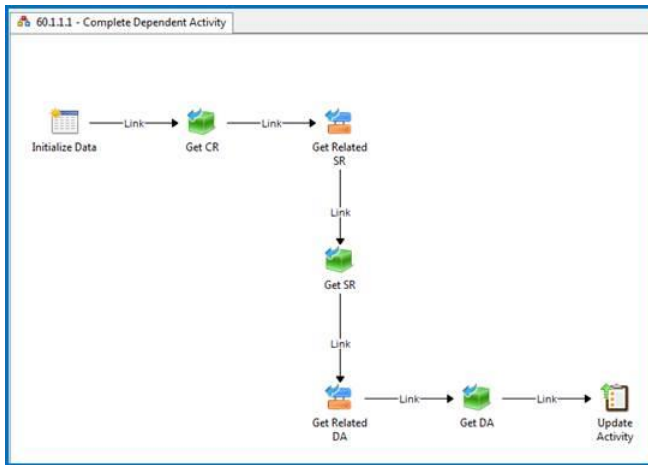 60.1.1.1 - Complete Dependent Activity
Link
Link
Initialize Data
Get CR
Get Related
SR
Link
Get SR
Link
Link
Link
Get Related
DA
Get DA
Update
Activity